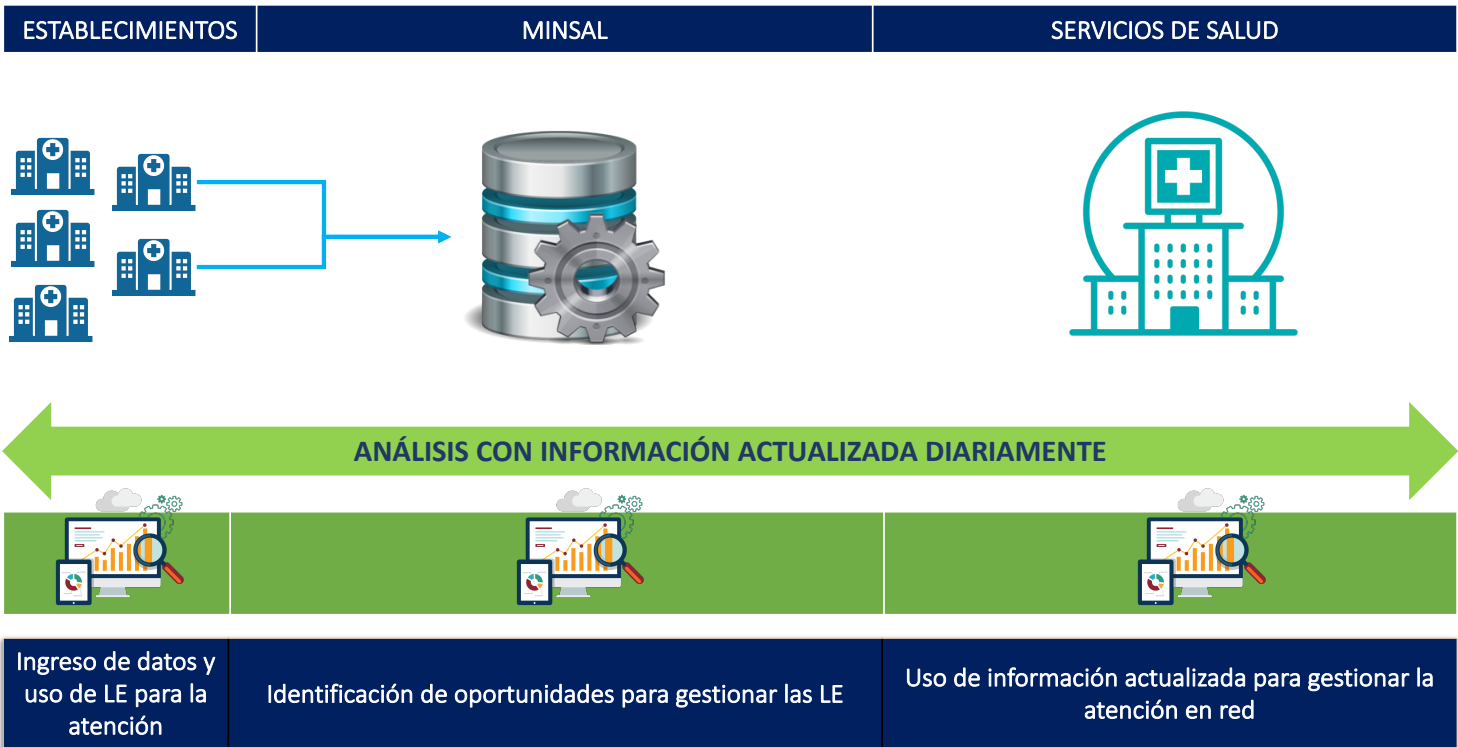 ESTABLECIMIENTOS
MINSAL
SERVICIOS DE SALUD
ANÁLISIS CON INFORMACIÓN ACTUALIZADA DIARIAMENTE
Ingreso de datos y
uso de LE para la
atención
Identificación de oportunidades para gestionar las LE
Uso de información actualizada para gestionar la
atención en red